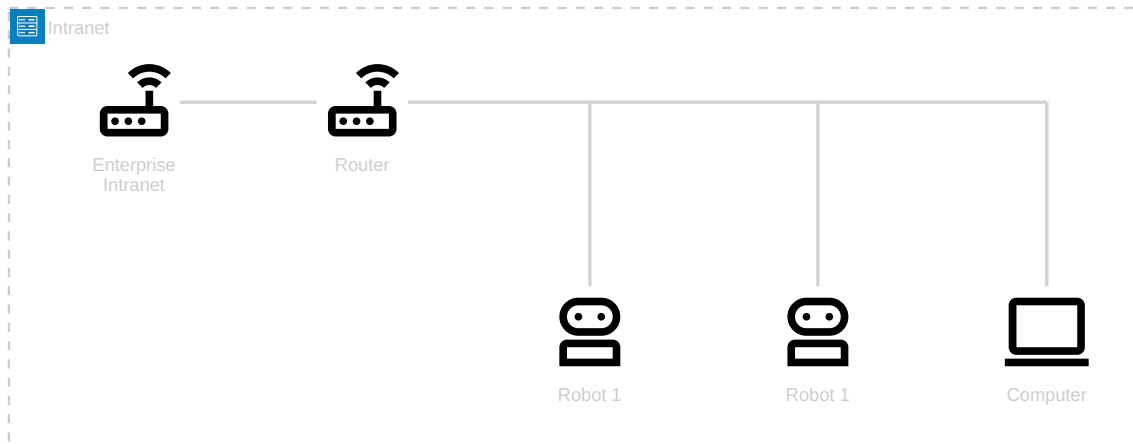 Intranet
Enterprise
Intranet
Router
Robot 1
Robot 1
Computer